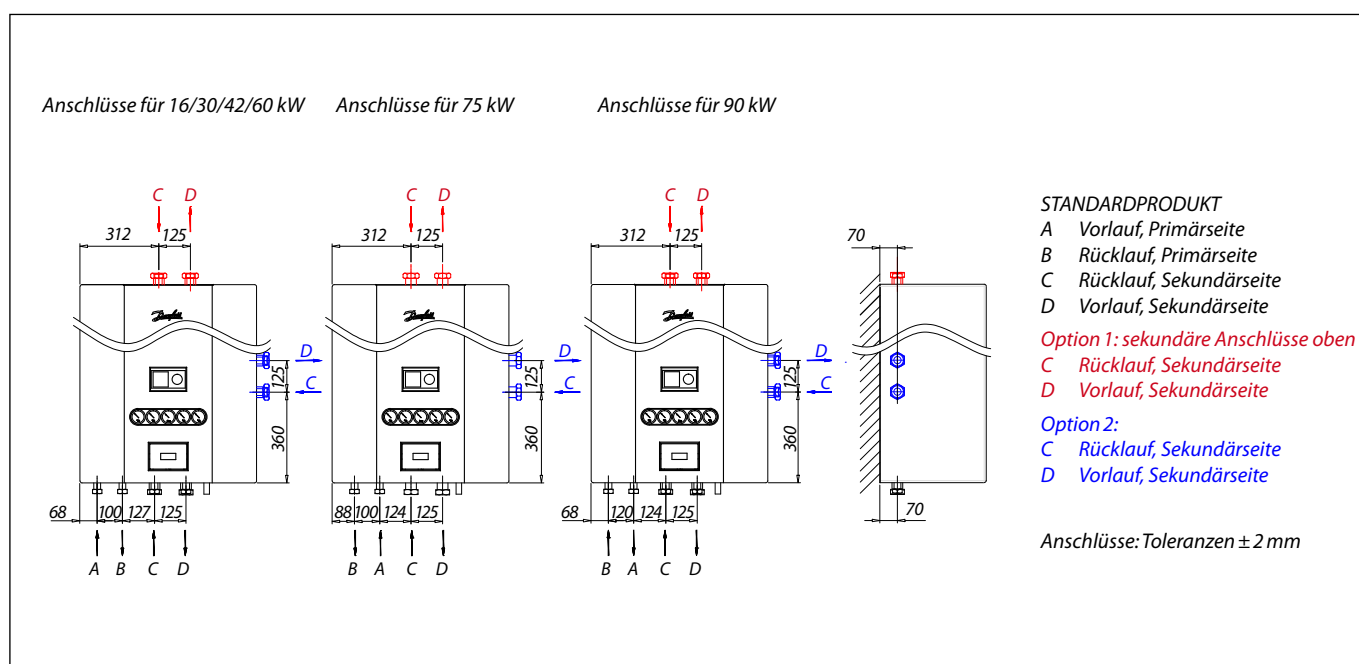 Anschlüsse für 16/30/42/60 kW
Anschlüsse für 75 kW
Anschlüsse für 90 kW
C D
312 125
Danfoss
D
125
C
360
68 100 127 125
A B C D
C D
312 125
Danfoss
D
125
C
360
88 100 124 125
B A C D
C D
312 125
Danfoss
D
125
C
360
68 120 124 125
B A C D
70
70
STANDARDPRODUKT
A Vorlauf, Primärseite
B Rücklauf, Primärseite
C Rücklauf, Sekundärseite
D Vorlauf, Sekundärseite
Option 1: sekundäre Anschlüsse oben
C Rücklauf, Sekundärseite
D Vorlauf, Sekundärseite
Option 2:
C Rücklauf, Sekundärseite
D Vorlauf, Sekundärseite
Anschlüsse: Toleranzen ± 2 mm